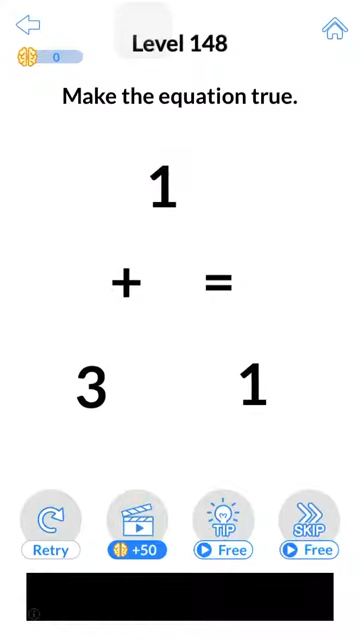 0
Level 148
Make the equation true.
1
+ =
3 1
TIP SKIP
Retry +50 Free Free